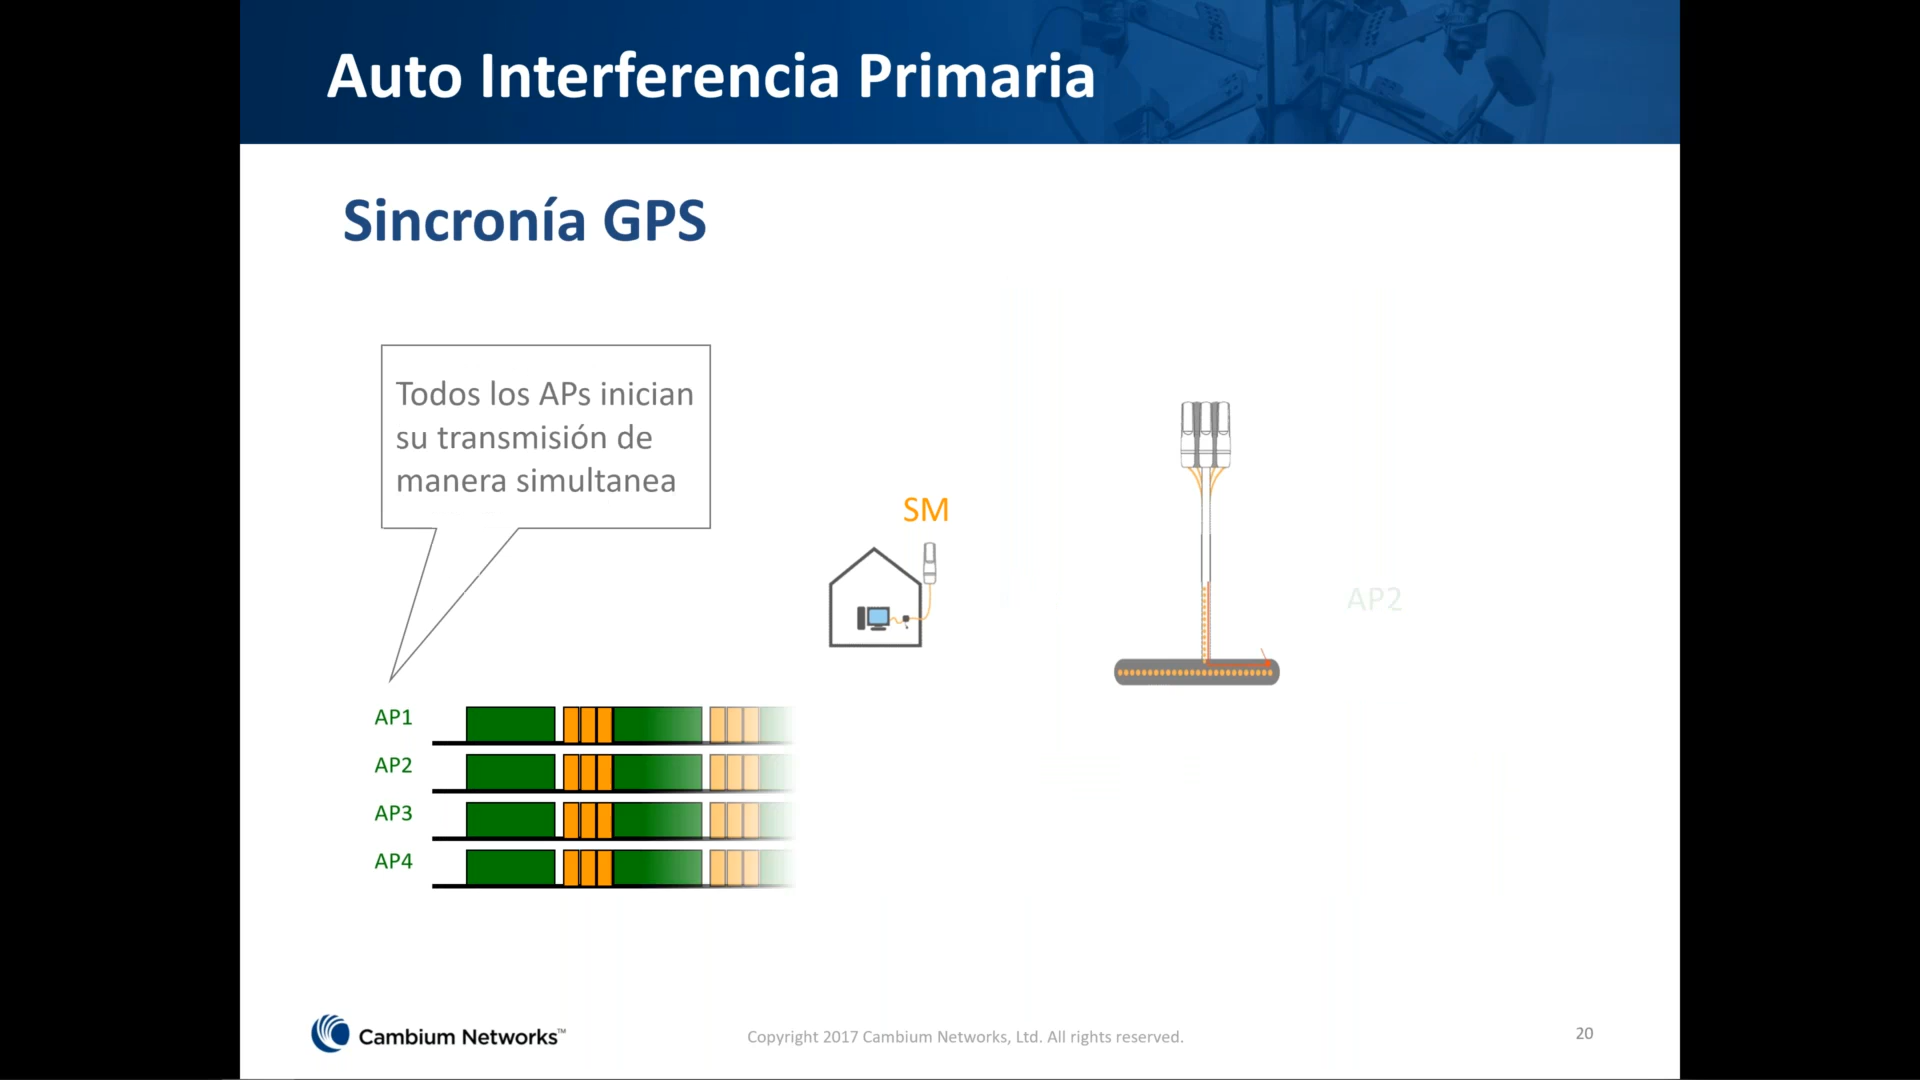 Auto Interferencia Primaria
Sincronía GPS
Todos los APs inician
su transmisión de
manera simultanea
SM
AP2
AP1
AP2
AP3
AP4
Cambium Networks™
Copyright 2017 Cambium Networks, Ltd. All rights reserved.
20